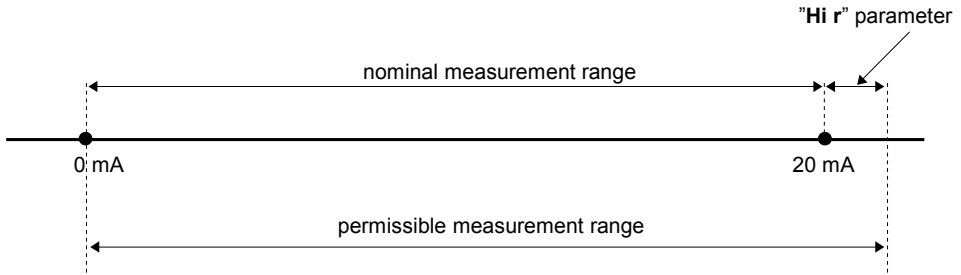 ”Hi r” parameter
nominal measurement range
0 mA
20 mA
permissible measurement range